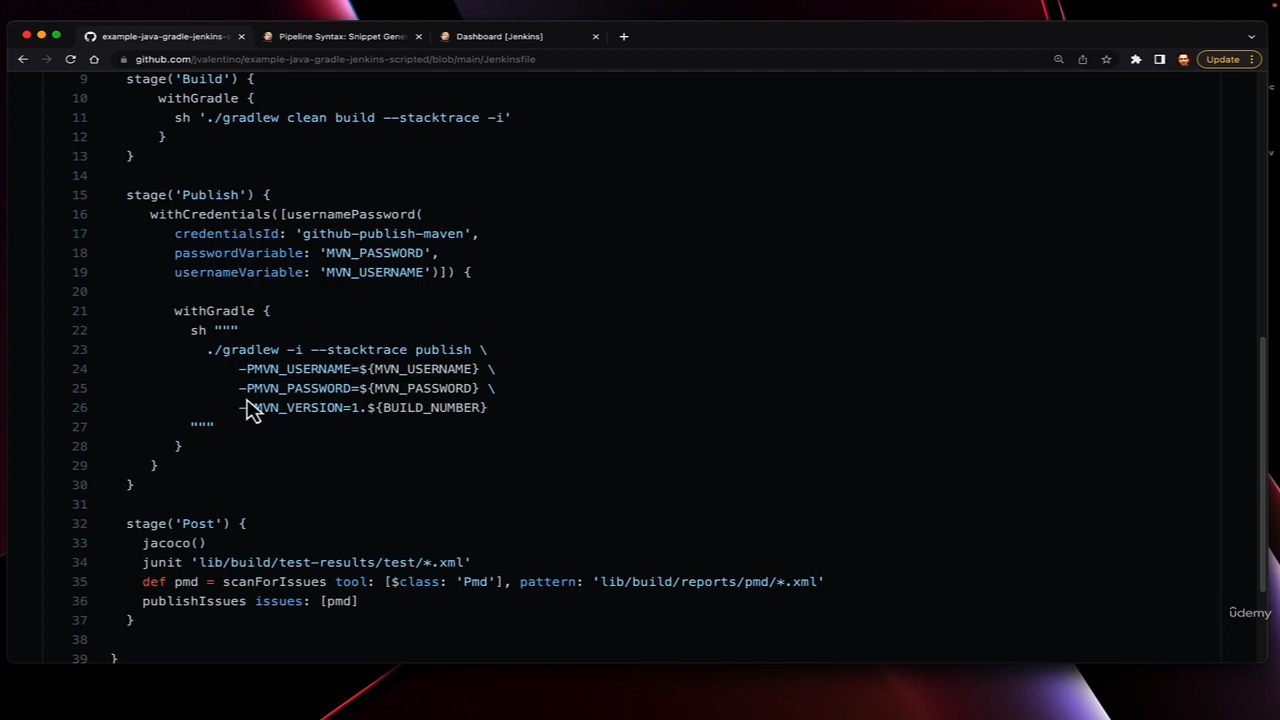 example-java-gradle-jenkins-s
Pipeline Syntax: Snippet Gene
Dashboard [Jenkins]
github.com/jvalentino/example-java-gradle-jenkins-scripted/blob/main/Jenkinsfile
Update
9 stage('Build') {
10 withGradle {
11 sh './gradlew clean build --stacktrace -i'
12 }
13 }
14
15 stage('Publish') {
16 withCredentials([usernamePassword(
17 credentialsId: 'github-publish-maven',
18 passwordVariable: 'MVN_PASSWORD',
19 usernameVariable: 'MVN_USERNAME')]) {
20
21 withGradle {
22 sh """
23 ./gradlew -i --stacktrace publish \
24 -PMVN_USERNAME=${MVN_USERNAME} \
25 -PMVN_PASSWORD=${MVN_PASSWORD} \
26 -PMVN_VERSION=1.${BUILD_NUMBER}
27 """
28 }
29 }
30 }
31
32 stage('Post') {
33 jacoco()
34 junit 'lib/build/test-results/test/*.xml'
35 def pmd = scanForIssues tool: [$class: 'Pmd'], pattern: 'lib/build/reports/pmd/*.xml'
36 publishIssues issues: [pmd]
37 }
38
39 }
ûdemy